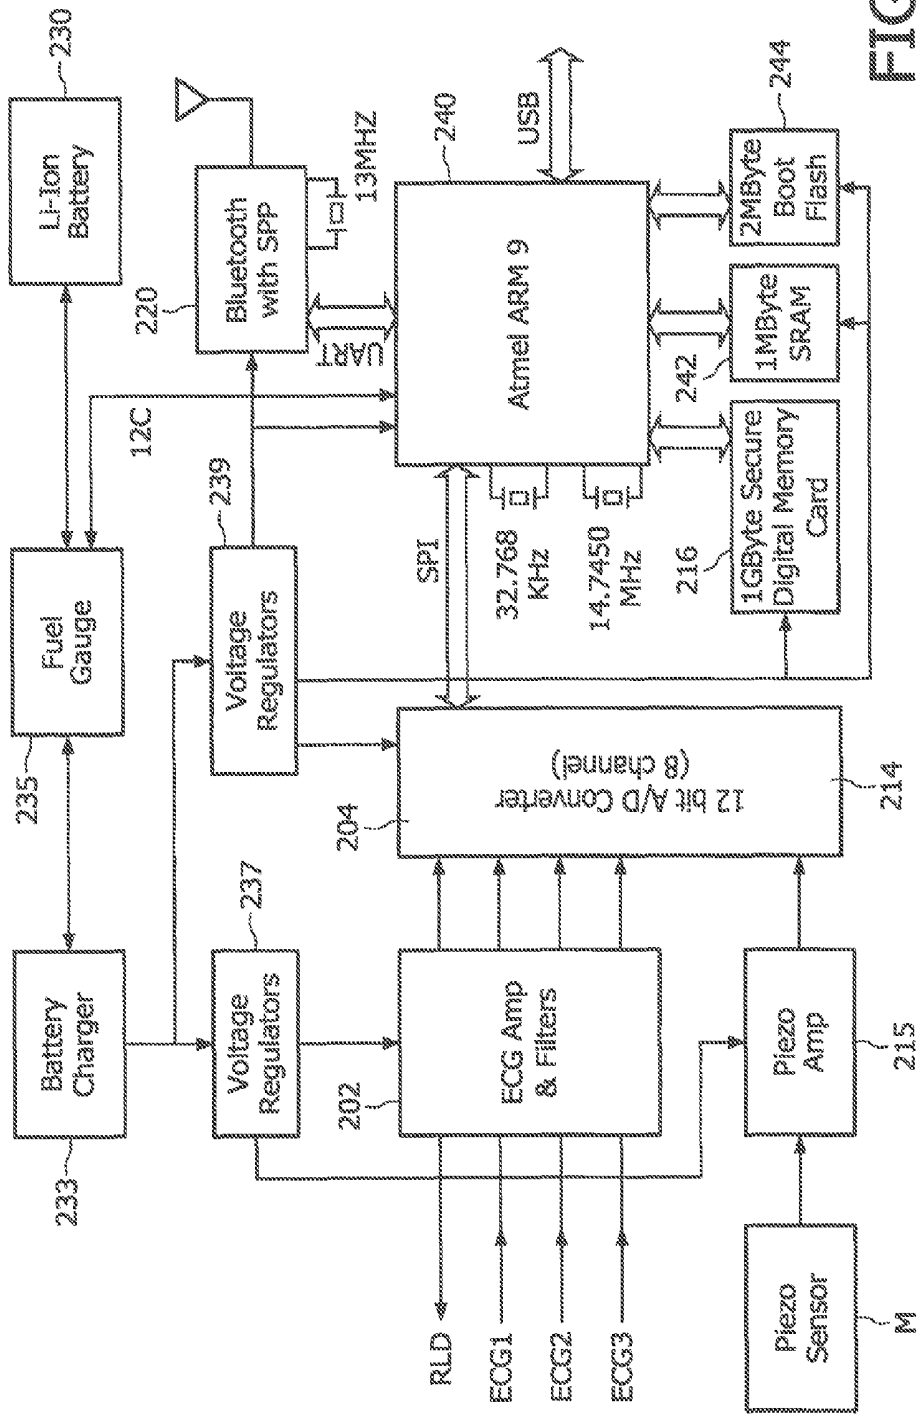 233
Battery
Charger
235
Fuel
Gauge
Li-Ion
Battery
230
12C
Voltage
Regulators
237
Voltage
Regulators
239
220
Bluetooth
with SPP
13MHZ
UART
RLD
ECG1
ECG2
ECG3
202
ECG Amp
& Filters
204
12 bit A/D Converter
(8 channel)
214
SPI
32.768
KHz
14.7450
MHz
Atmel ARM 9
240
USB
Piezo
Sensor
M
Piezo
Amp
215
216
1GByte Secure
Digital Memory
Card
242
1MByte
SRAM
2MByte
Boot
Flash
244
FIG